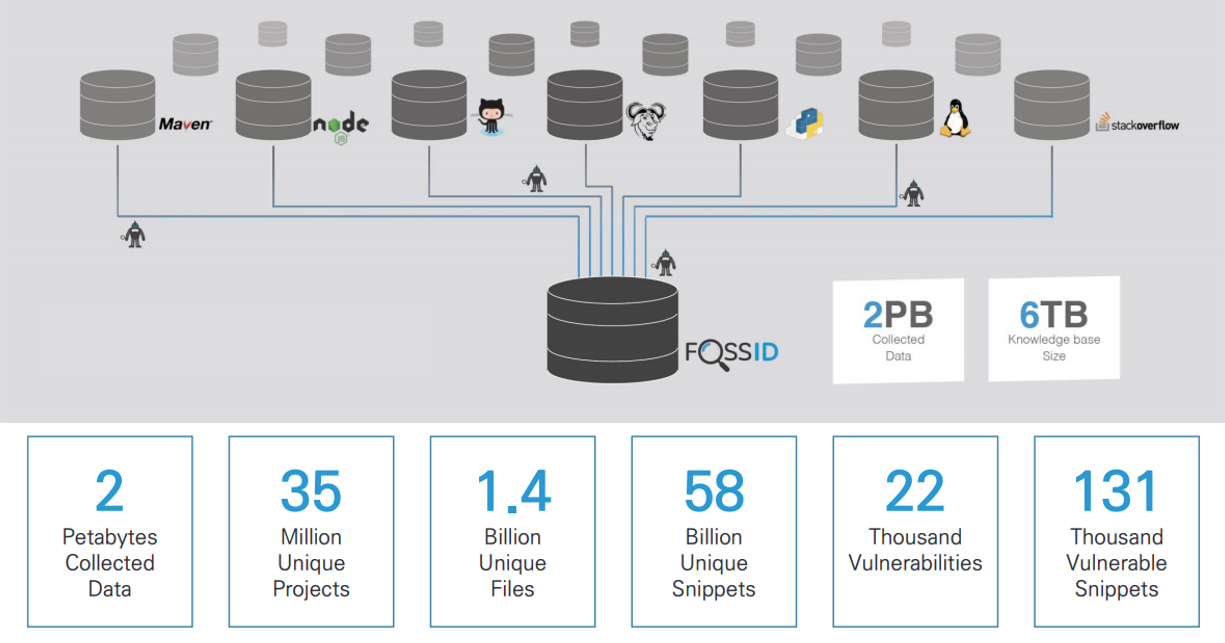 Maven
node
JS
stackoverflow
FOSSID
2PB
Collected
Data
6TB
Knowledge base
Size
2
Petabytes
Collected
Data
35
Million
Unique
Projects
1.4
Billion
Unique
Files
58
Billion
Unique
Snippets
22
Thousand
Vulnerabilities
131
Thousand
Vulnerable
Snippets